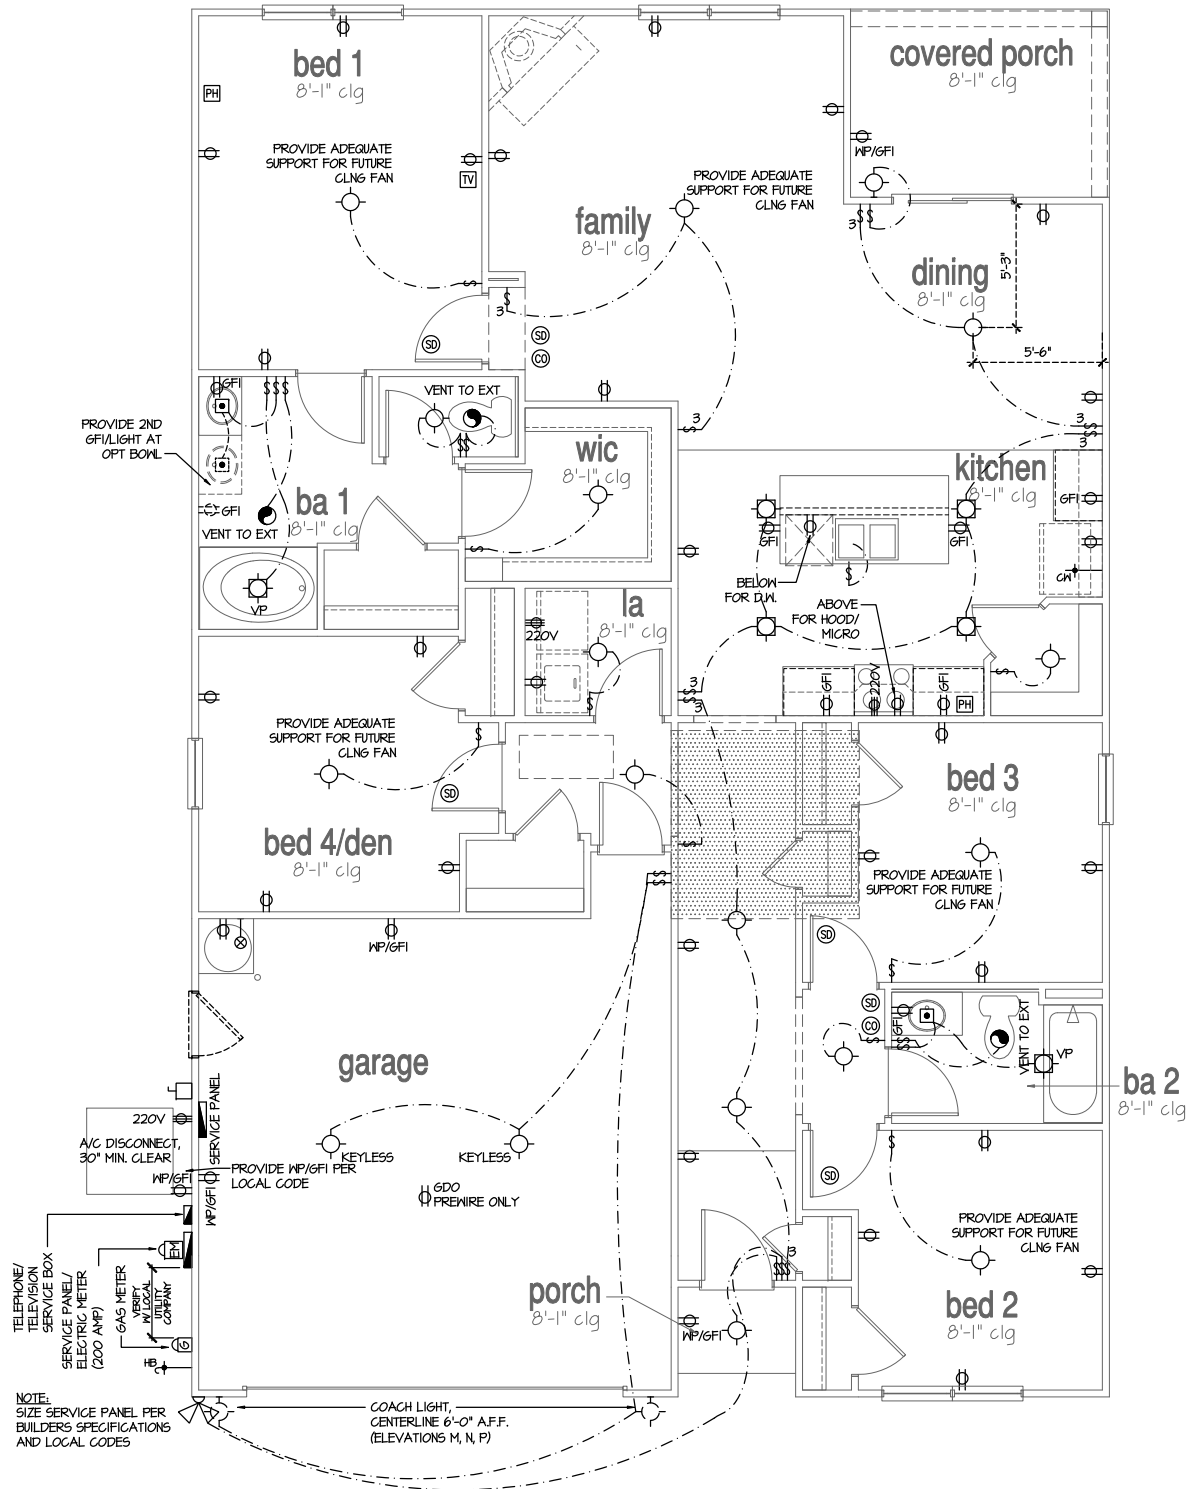 bed 1
8'-1" clg
covered porch
8'-1" clg
PH
PROVIDE ADEQUATE
SUPPORT FOR FUTURE
CLNG FAN
TV
WP/GFI
PROVIDE ADEQUATE
SUPPORT FOR FUTURE
CLNG FAN
family
8'-1" clg
3
dining
8'-1" clg
5'-3"
5'-6"
3
SD
SD
CO
GFI
VENT TO EXT
3
3
3
PROVIDE 2ND
GFI/LIGHT AT
OPT BOWL
wic
8'-1" clg
kitchen
8'-1" clg
GFI
ba 1
8'-1" clg
GFI
VENT TO EXT
GFI
GFI
VP
BELOW
FOR D.W.
CW
la
8'-1" clg
220V
ABOVE
FOR HOOD/
MICRO
GFI
220V
GFI
PH
3
3
PROVIDE ADEQUATE
SUPPORT FOR FUTURE
CLNG FAN
SD
bed 3
8'-1" clg
bed 4/den
8'-1" clg
PROVIDE ADEQUATE
SUPPORT FOR FUTURE
CLNG FAN
WP/GFI
SD
SD
CO
GFI
VENT TO EXT
VP
garage
ba 2
8'-1" clg
220V
SERVICE PANEL
A/C DISCONNECT,
30" MIN. CLEAR
KEYLESS
KEYLESS
WP/GFI
PROVIDE WP/GFI PER
LOCAL CODE
WP/GFI
GDO
PREWIRE ONLY
SD
PROVIDE ADEQUATE
SUPPORT FOR FUTURE
CLNG FAN
3
TELEPHONE/
TELEVISION
SERVICE BOX
SERVICE PANEL/
ELECTRIC METER
(200 AMP)
EM
GAS METER
VERIFY
W/ LOCAL
UTILITY
COMPANY
G
HB
porch
8'-1" clg
WP/GFI
bed 2
8'-1" clg
NOTE:
SIZE SERVICE PANEL PER
BUILDERS SPECIFICATIONS
AND LOCAL CODES
COACH LIGHT,
CENTERLINE 6'-0" A.F.F.
(ELEVATIONS M, N, P)